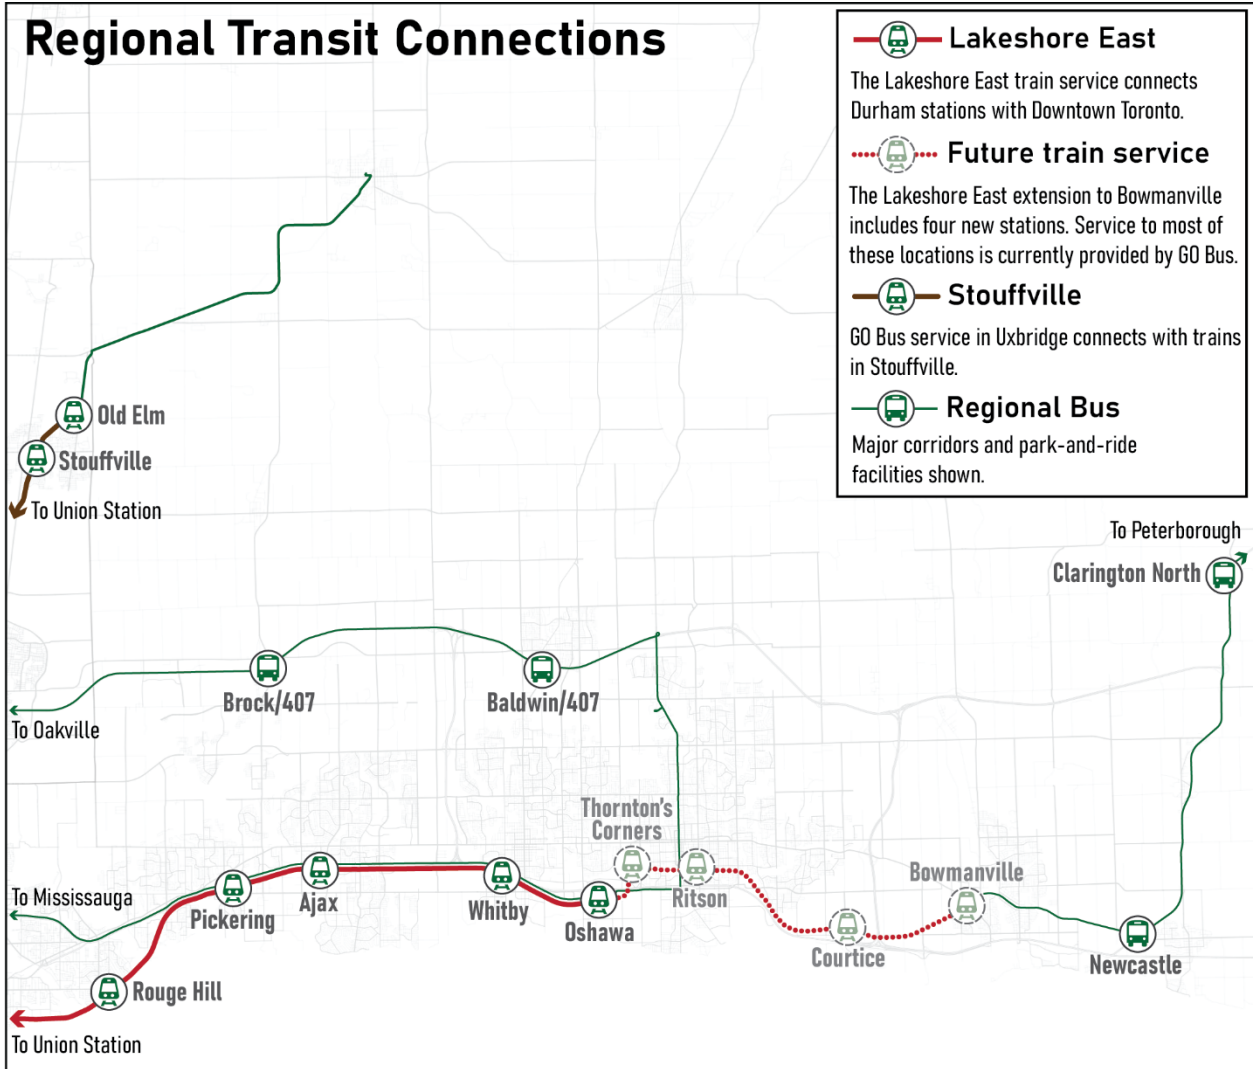 Regional Transit Connections
Lakeshore East
The Lakeshore East train service connects
Durham stations with Downtown Toronto.
Future train service
The Lakeshore East extension to Bowmanville
includes four new stations. Service to most of
these locations is currently provided by GO Bus.
Stouffville
GO Bus service in Uxbridge connects with trains
in Stouffville.
Regional Bus
Major corridors and park-and-ride
facilities shown.
Old Elm
Stouffville
To Union Station
To Peterborough
Clarington North
Brock/407
Baldwin/407
To Oakville
Thornton's
Corners
Bowmanville
To Mississauga
Pickering
Ajax
Whitby
Oshawa
Ritson
Courtice
Newcastle
Rouge Hill
To Union Station